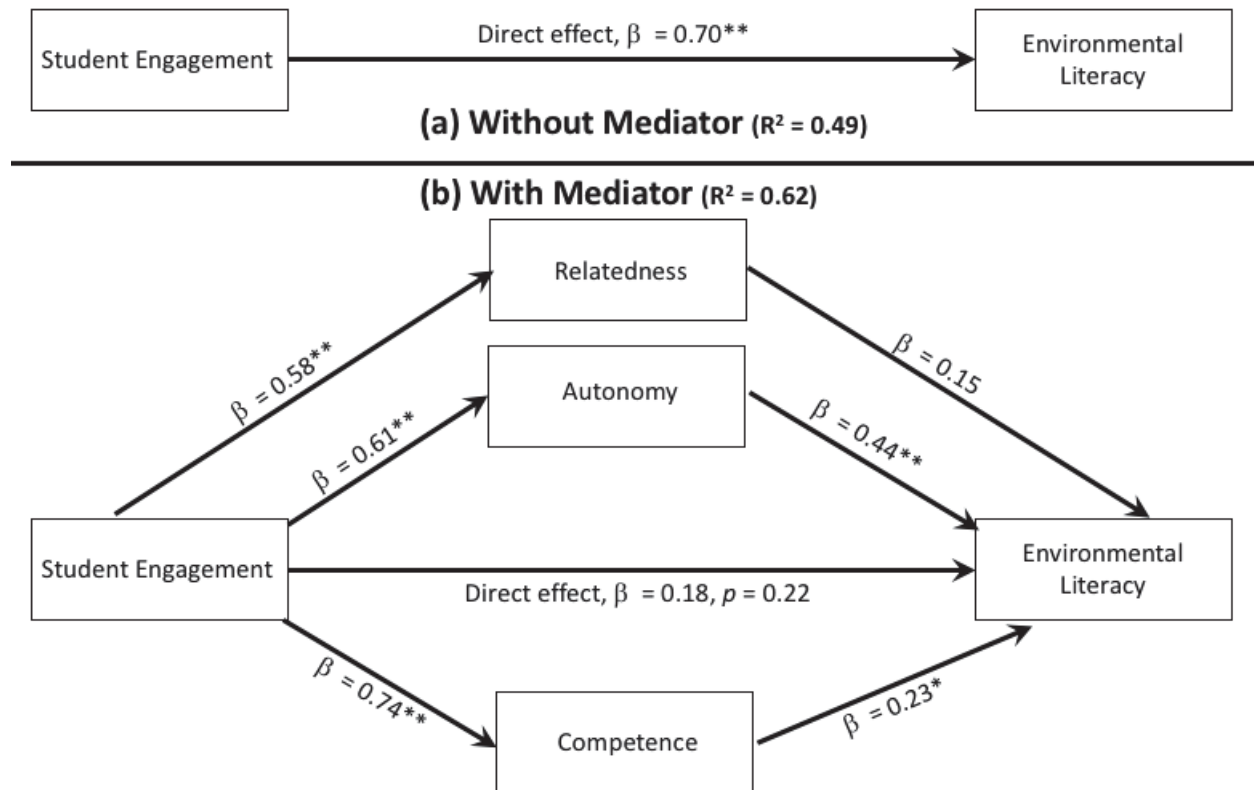 Student Engagement
Direct effect, β = 0.70**
Environmental
Literacy
(a) Without Mediator (R² = 0.49)
(b) With Mediator (R² = 0.62)
Relatedness
β = 0.58**
β = 0.15
Autonomy
β = 0.61**
β = 0.44**
Student Engagement
Direct effect, β = 0.18, p = 0.22
Environmental
Literacy
β = 0.74**
Competence
β = 0.23*